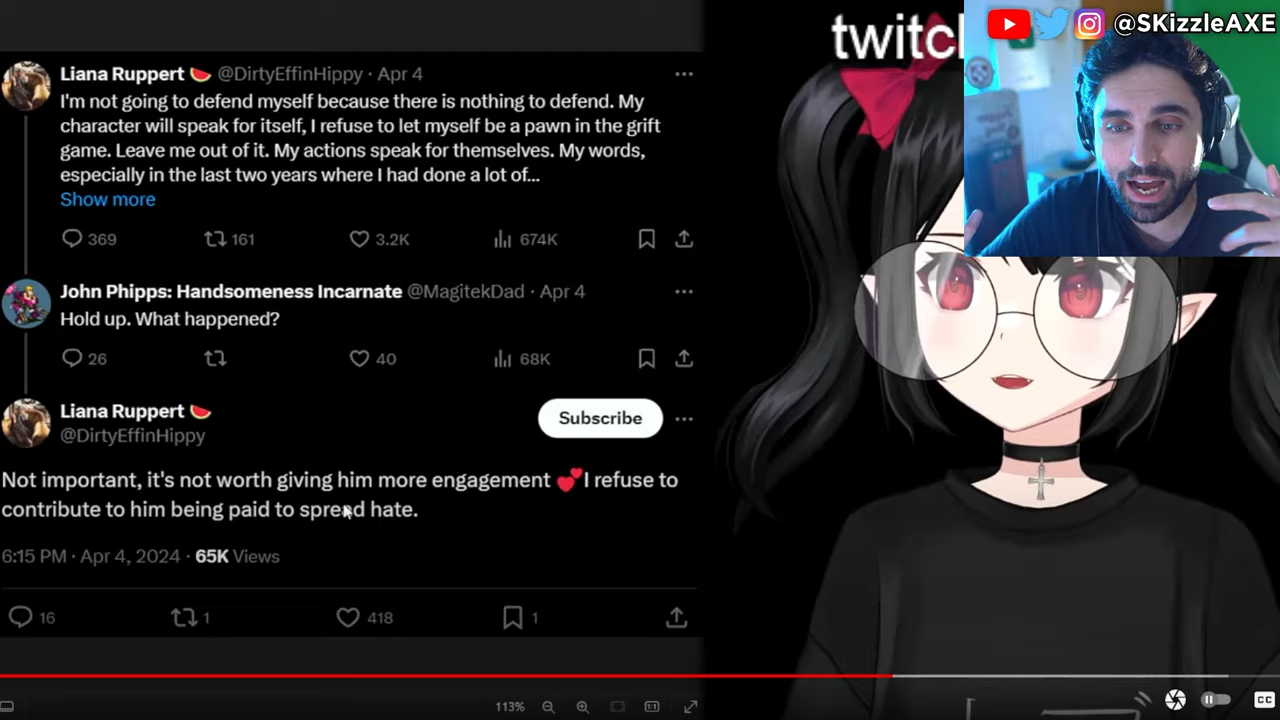 Liana Ruppert 🍉 @DirtyEffinHippy · Apr 4
I'm not going to defend myself because there is nothing to defend. My
character will speak for itself, I refuse to let myself be a pawn in the grift
game. Leave me out of it. My actions speak for themselves. My words,
especially in the last two years where I had done a lot of...
Show more
369 161 3.2K 674K
John Phipps: Handsomeness Incarnate @MagitekDad · Apr 4
Hold up. What happened?
26 40 68K
Liana Ruppert 🍉
@DirtyEffinHippy
Subscribe
Not important, it's not worth giving him more engagement 💕I refuse to
contribute to him being paid to spread hate.
6:15 PM · Apr 4, 2024 · 65K Views
16 1 418 1
113%
1:1
twitch
@SKizzleAXE
CC